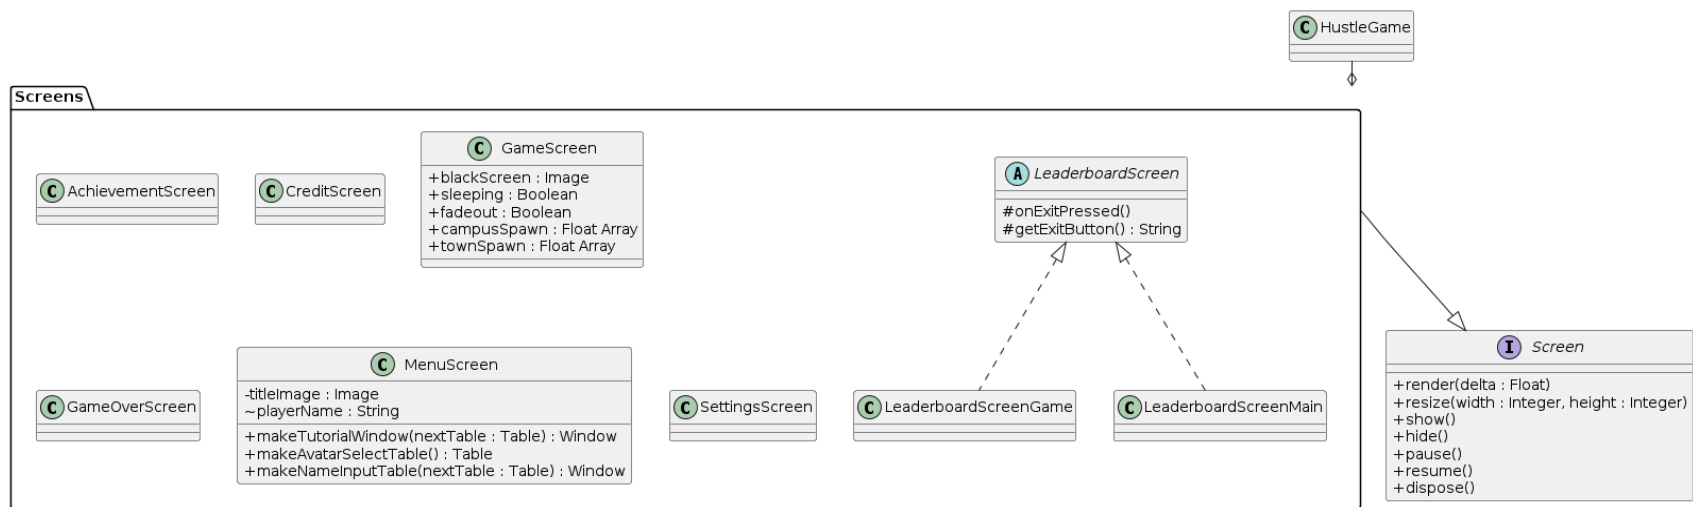 C HustleGame
Screens
C AchievementScreen
C CreditScreen
C GameScreen
+blackScreen : Image
+sleeping : Boolean
+fadeout : Boolean
+campusSpawn : Float Array
+townSpawn : Float Array
A LeaderboardScreen
#onExitPressed()
#getExitButton() : String
C GameOverScreen
C MenuScreen
-titleImage : Image
~playerName : String
+makeTutorialWindow(nextTable : Table) : Window
+makeAvatarSelectTable() : Table
+makeNameInputTable(nextTable : Table) : Window
C SettingsScreen
C LeaderboardScreenGame
C LeaderboardScreenMain
I Screen
+render(delta : Float)
+resize(width : Integer, height : Integer)
+show()
+hide()
+pause()
+resume()
+dispose()